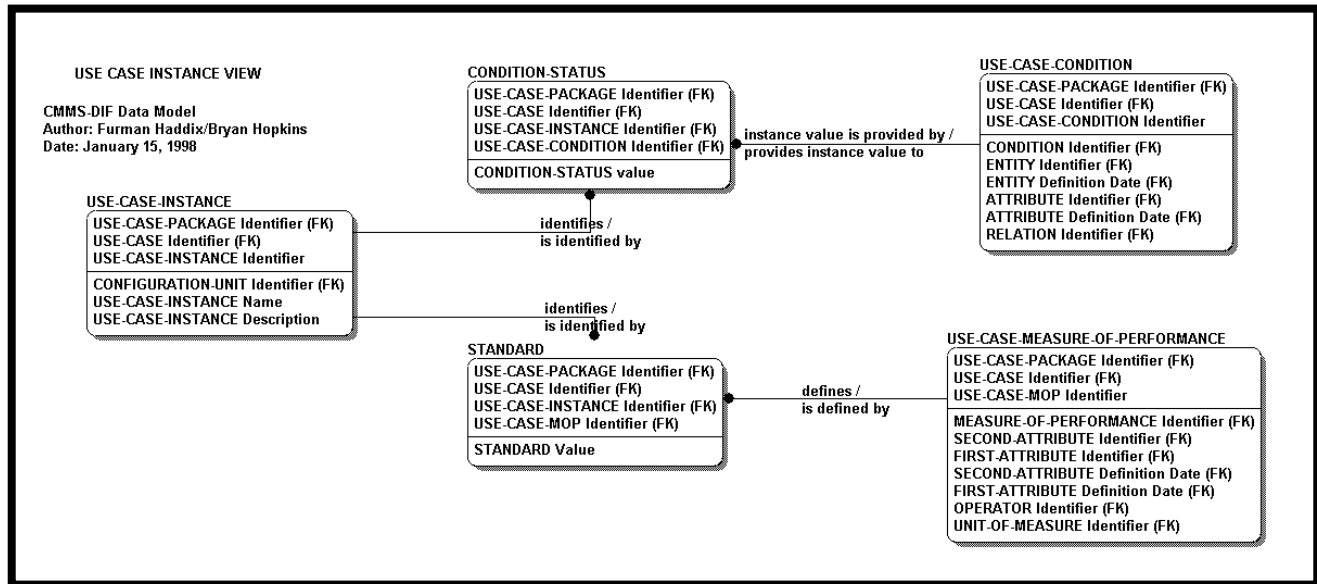 USE CASE INSTANCE VIEW
CMMS-DIF Data Model
Author: Furman Haddix/Bryan Hopkins
Date: January 15, 1998
CONDITION-STATUS
USE-CASE-PACKAGE Identifier (FK)
USE-CASE Identifier (FK)
USE-CASE-INSTANCE Identifier (FK)
USE-CASE-CONDITION Identifier (FK)
CONDITION-STATUS value
instance value is provided by /
provides instance value to
USE-CASE-CONDITION
USE-CASE-PACKAGE Identifier (FK)
USE-CASE Identifier (FK)
USE-CASE-CONDITION Identifier
CONDITION Identifier (FK)
ENTITY Identifier (FK)
ENTITY Definition Date (FK)
ATTRIBUTE Identifier (FK)
ATTRIBUTE Definition Date (FK)
RELATION Identifier (FK)
USE-CASE-INSTANCE
USE-CASE-PACKAGE Identifier (FK)
USE-CASE Identifier (FK)
USE-CASE-INSTANCE Identifier
CONFIGURATION-UNIT Identifier (FK)
USE-CASE-INSTANCE Name
USE-CASE-INSTANCE Description
identifies /
is identified by
identifies /
is identified by
STANDARD
USE-CASE-PACKAGE Identifier (FK)
USE-CASE Identifier (FK)
USE-CASE-INSTANCE Identifier (FK)
USE-CASE-MOP Identifier (FK)
STANDARD Value
defines /
is defined by
USE-CASE-MEASURE-OF-PERFORMANCE
USE-CASE-PACKAGE Identifier (FK)
USE-CASE Identifier (FK)
USE-CASE-MOP Identifier
MEASURE-OF-PERFORMANCE Identifier (FK)
SECOND-ATTRIBUTE Identifier (FK)
FIRST-ATTRIBUTE Identifier (FK)
SECOND-ATTRIBUTE Definition Date (FK)
FIRST-ATTRIBUTE Definition Date (FK)
OPERATOR Identifier (FK)
UNIT-OF-MEASURE Identifier (FK)